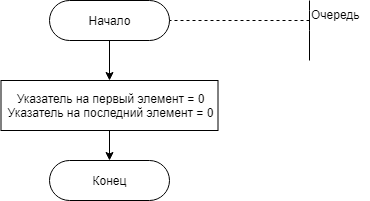 Начало
Очередь
Указатель на первый элемент = 0
Указатель на последний элемент = 0
Конец